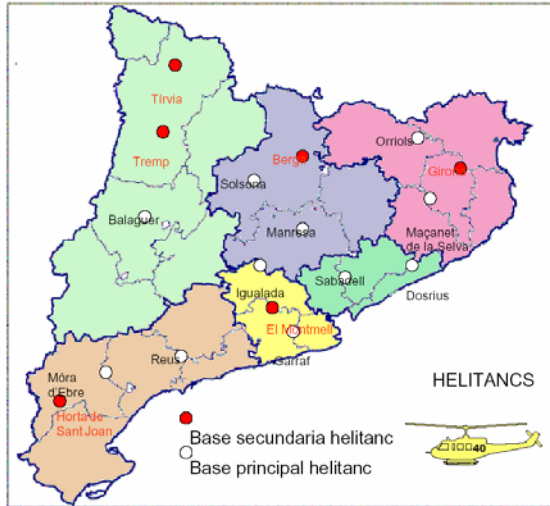 Tírvia
Tremp
Orriols
Berga
Girona
Solsona
Balaguer
Manresa
Maçanet
de la Selva
Igualada
Sabadell
Dosrius
El Montmell
Garraf
Reus
Móra
d'Ebre
Horta de
Sant Joan
HELITANCS
Base secundaria helitanc
Base principal helitanc
40